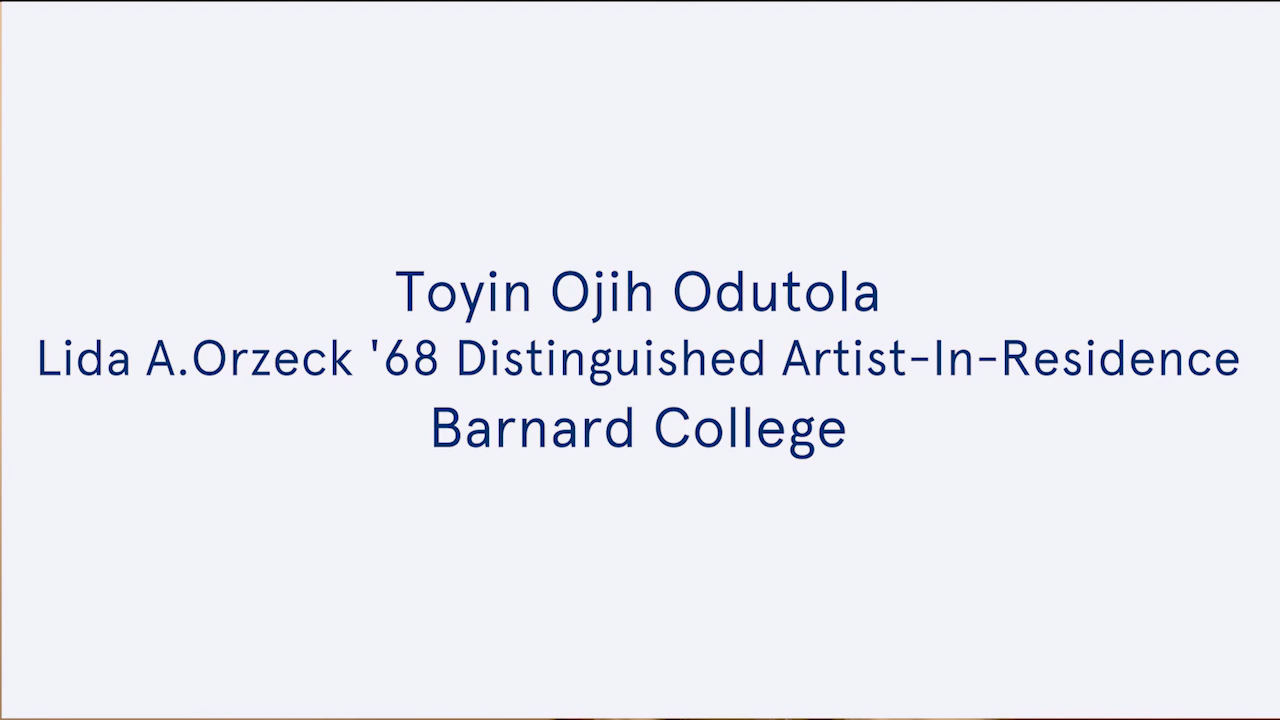 Toyin Ojih Odutola
Lida A.Orzeck '68 Distinguished Artist-In-Residence
Barnard College